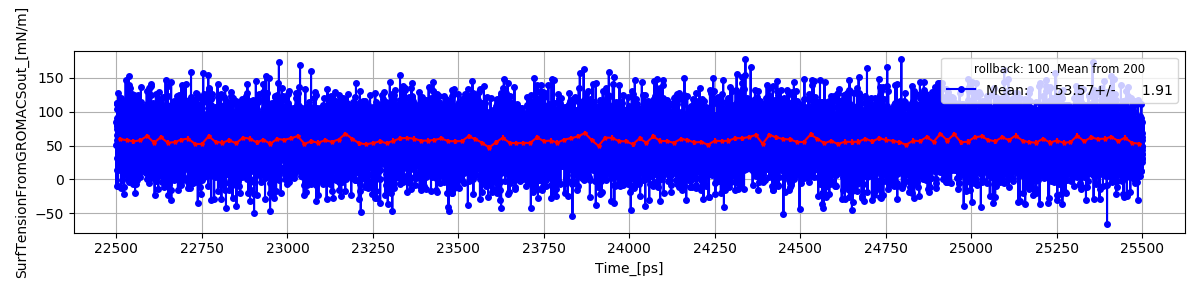 SurfTensionFromGROMACSout_[mN/m]
150
100
50
0
−50
rollback: 100. Mean from 200
Mean: 53.57+/- 1.91
22500 22750 23000 23250 23500 23750 24000 24250 24500 24750 25000 25250 25500
Time_[ps]